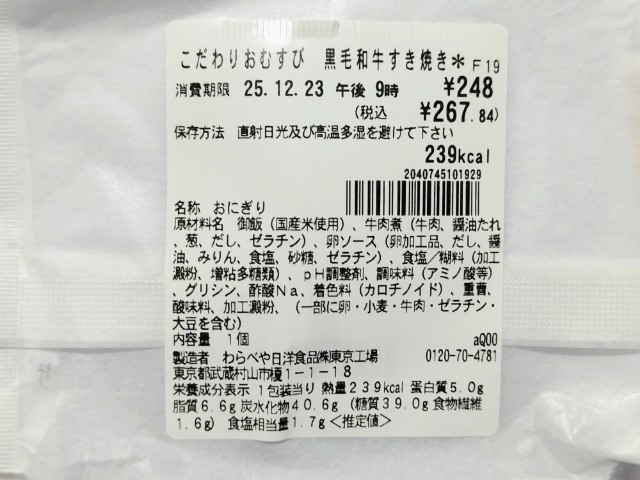 こだわりおむすび　黒毛和牛すき焼き＊ F19
消費期限 25.12.23 午後 9時 ¥248
(税込 ¥267.84)
保存方法 直射日光及び高温多湿を避けて下さい
239kcal
2040745101929
名称 おにぎり
原材料名 御飯（国産米使用）、牛肉煮（牛肉、醤油たれ
、葱、だし、ゼラチン）、卵ソース（卵加工品、だし、醤
油、みりん、食塩、砂糖、ゼラチン）、食塩／糊料（加工
澱粉、増粘多糖類）、ｐＨ調整剤、調味料（アミノ酸等）
、グリシン、酢酸Ｎａ、着色料（カロチノイド）、重曹、
酸味料、加工澱粉、（一部に卵・小麦・牛肉・ゼラチン・
大豆を含む）
内容量 1個 aQ00
製造者 わらべや日洋食品㈱東京工場 0120-70-4781
東京都武蔵村山市榎1－1－18
栄養成分表示 1包装当り 熱量239kcal 蛋白質5.0g
脂質6.6g 炭水化物40.6g （糖質39.0g 食物繊維
1.6g） 食塩相当量1.7g＜推定値＞